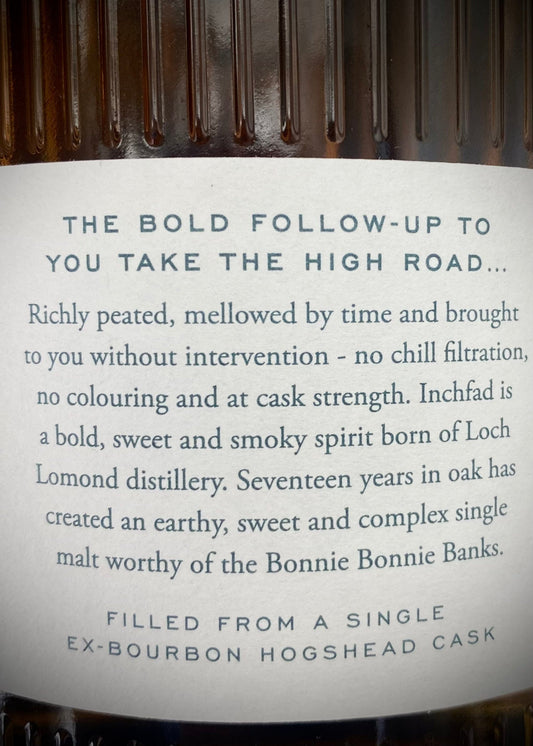 THE BOLD FOLLOW-UP TO
YOU TAKE THE HIGH ROAD...
Richly peated, mellowed by time and brought
to you without intervention - no chill filtration,
no colouring and at cask strength. Inchfad is
a bold, sweet and smoky spirit born of Loch
Lomond distillery. Seventeen years in oak has
created an earthy, sweet and complex single
malt worthy of the Bonnie Bonnie Banks.
FILLED FROM A SINGLE
EX-BOURBON HOGSHEAD CASK